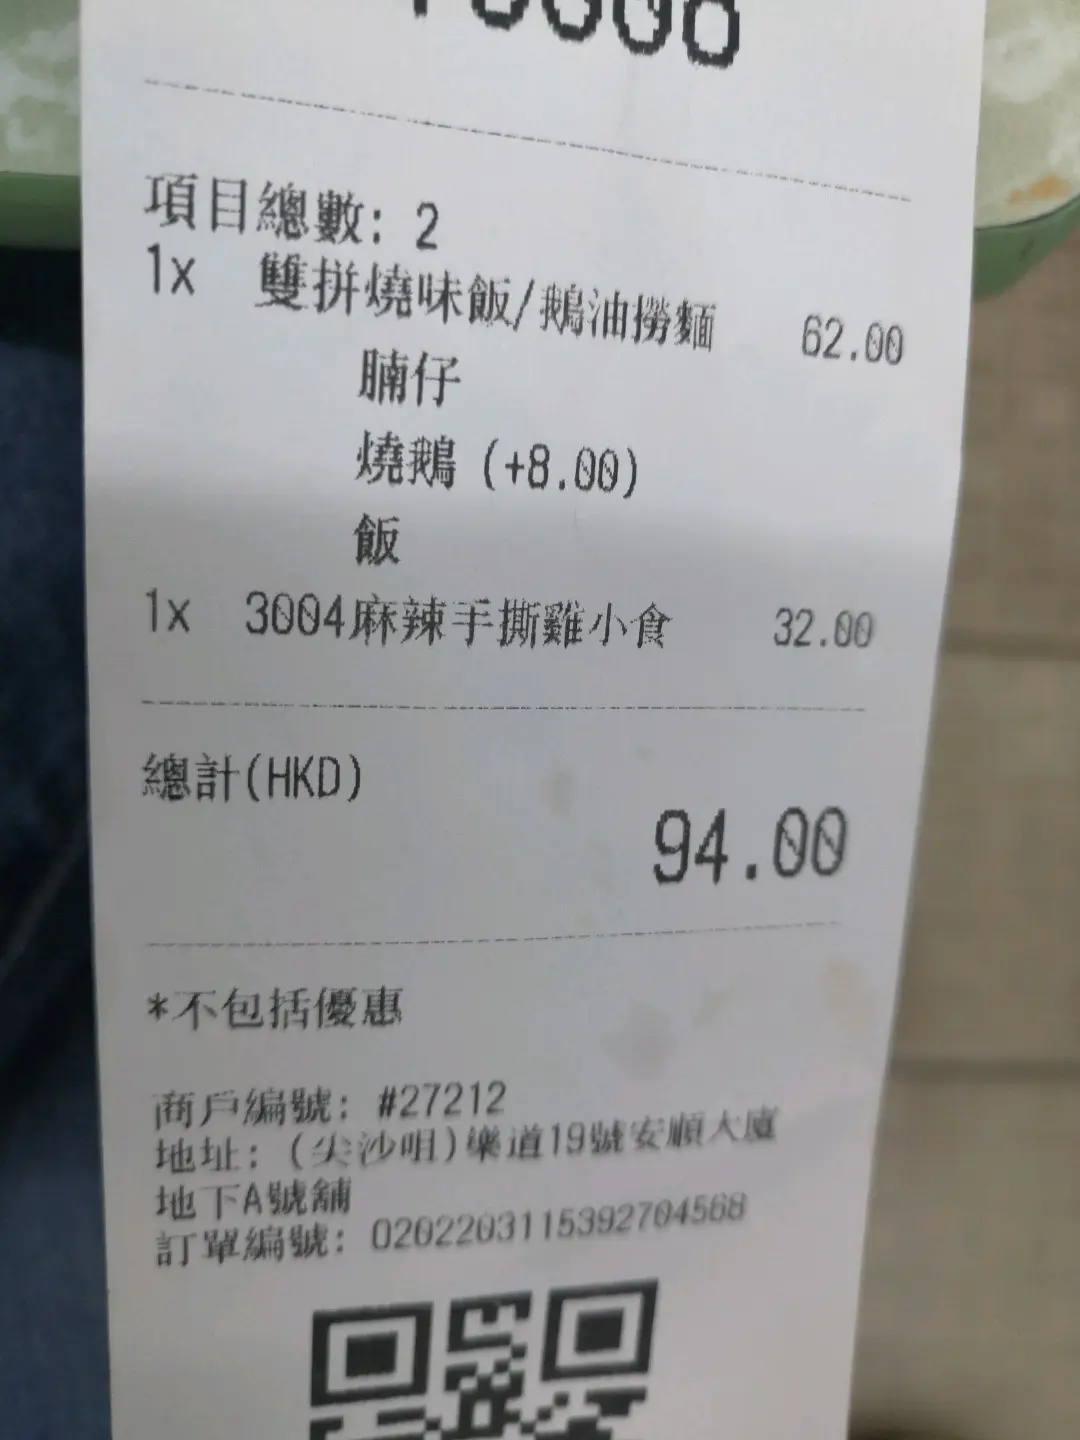 項目總數: 2
1x 雙拼燒味飯/鵝油撈麵 62.00
腩仔
燒鵝 (+8.00)
飯
1x 3004麻辣手撕雞小食 32.00
總計(HKD)
94.00
*不包括優惠
商戶編號: #27212
地址: (尖沙咀)樂道19號安順大廈
地下A號舖
訂單編號: 02022031153927045​68